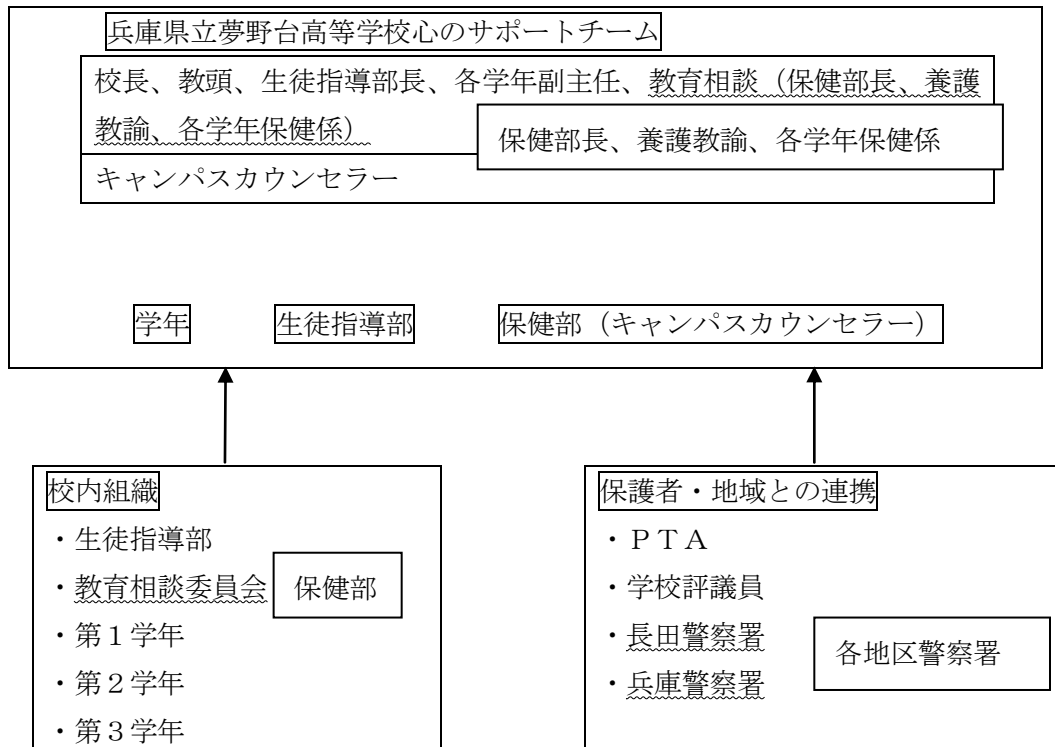 兵庫県立夢野台高等学校心のサポートチーム
校長、教頭、生徒指導部長、各学年副主任、教育相談（保健部長、養護
教諭、各学年保健係）
保健部長、養護教諭、各学年保健係
キャンパスカウンセラー
学年
生徒指導部
保健部（キャンパスカウンセラー）
校内組織
・生徒指導部
・教育相談委員会
保健部
・第１学年
・第２学年
・第３学年
保護者・地域との連携
・ＰＴＡ
・学校評議員
・長田警察署
・兵庫警察署
各地区警察署